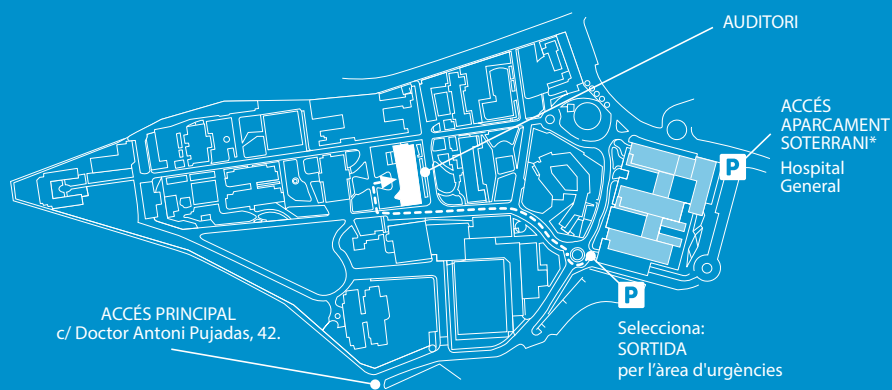 AUDITORI
ACCÉS
APARCAMENT
SOTERRANI*
P
Hospital
General
ACCÉS PRINCIPAL
c/ Doctor Antoni Pujadas, 42.
P
Selecciona:
SORTIDA
per l'àrea d'urgències